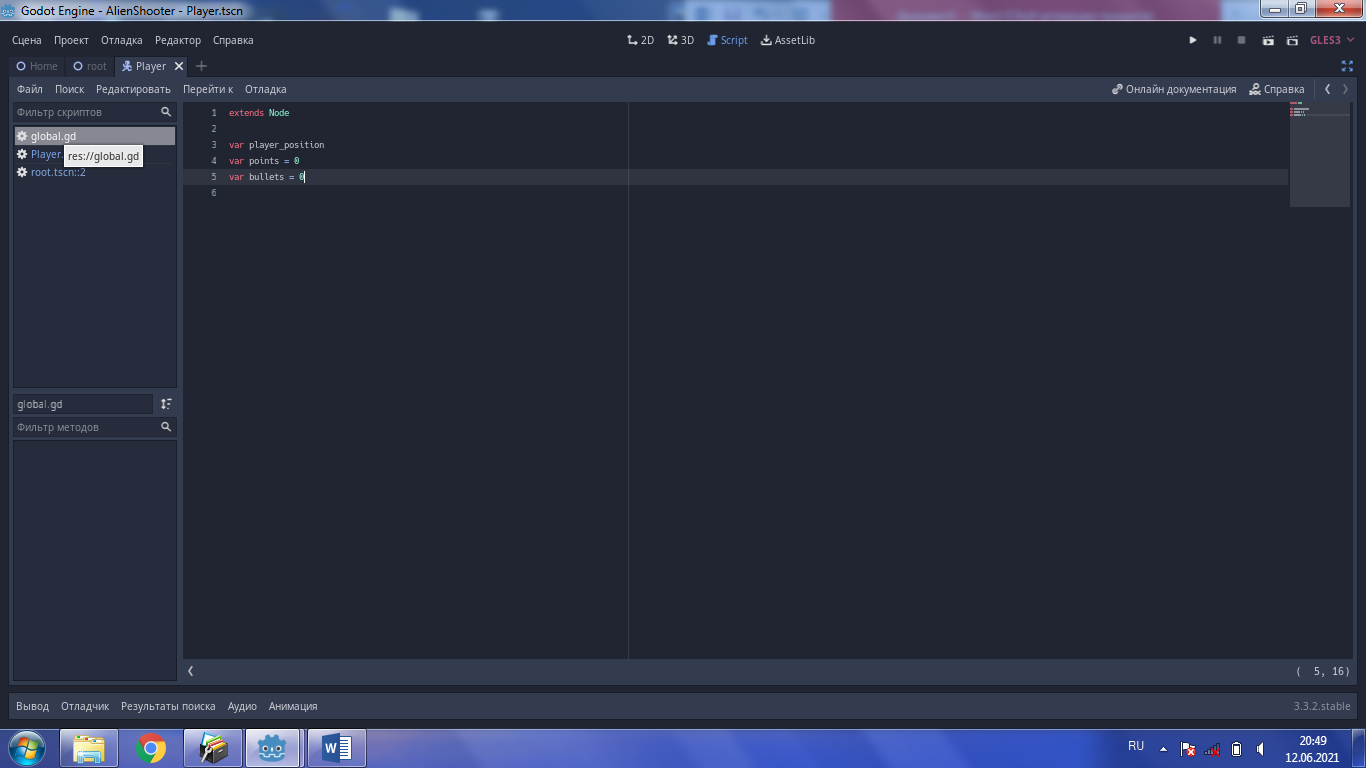 Godot Engine - AlienShooter - Player.tscn
Сцена Проект Отладка Редактор Справка 2D 3D Script AssetLib GLES3
Home root Player
Файл Поиск Редактировать Перейти к Отладка Онлайн документация Справка
Фильтр скриптов
global.gd
Player.
res://global.gd
root.tscn::2
global.gd
Фильтр методов
1 extends Node
2
3 var player_position
4 var points = 0
5 var bullets = 0
6
( 5, 16)
Вывод Отладчик Результаты поиска Аудио Анимация 3.3.2.stable
W RU 20:49
12.06.2021